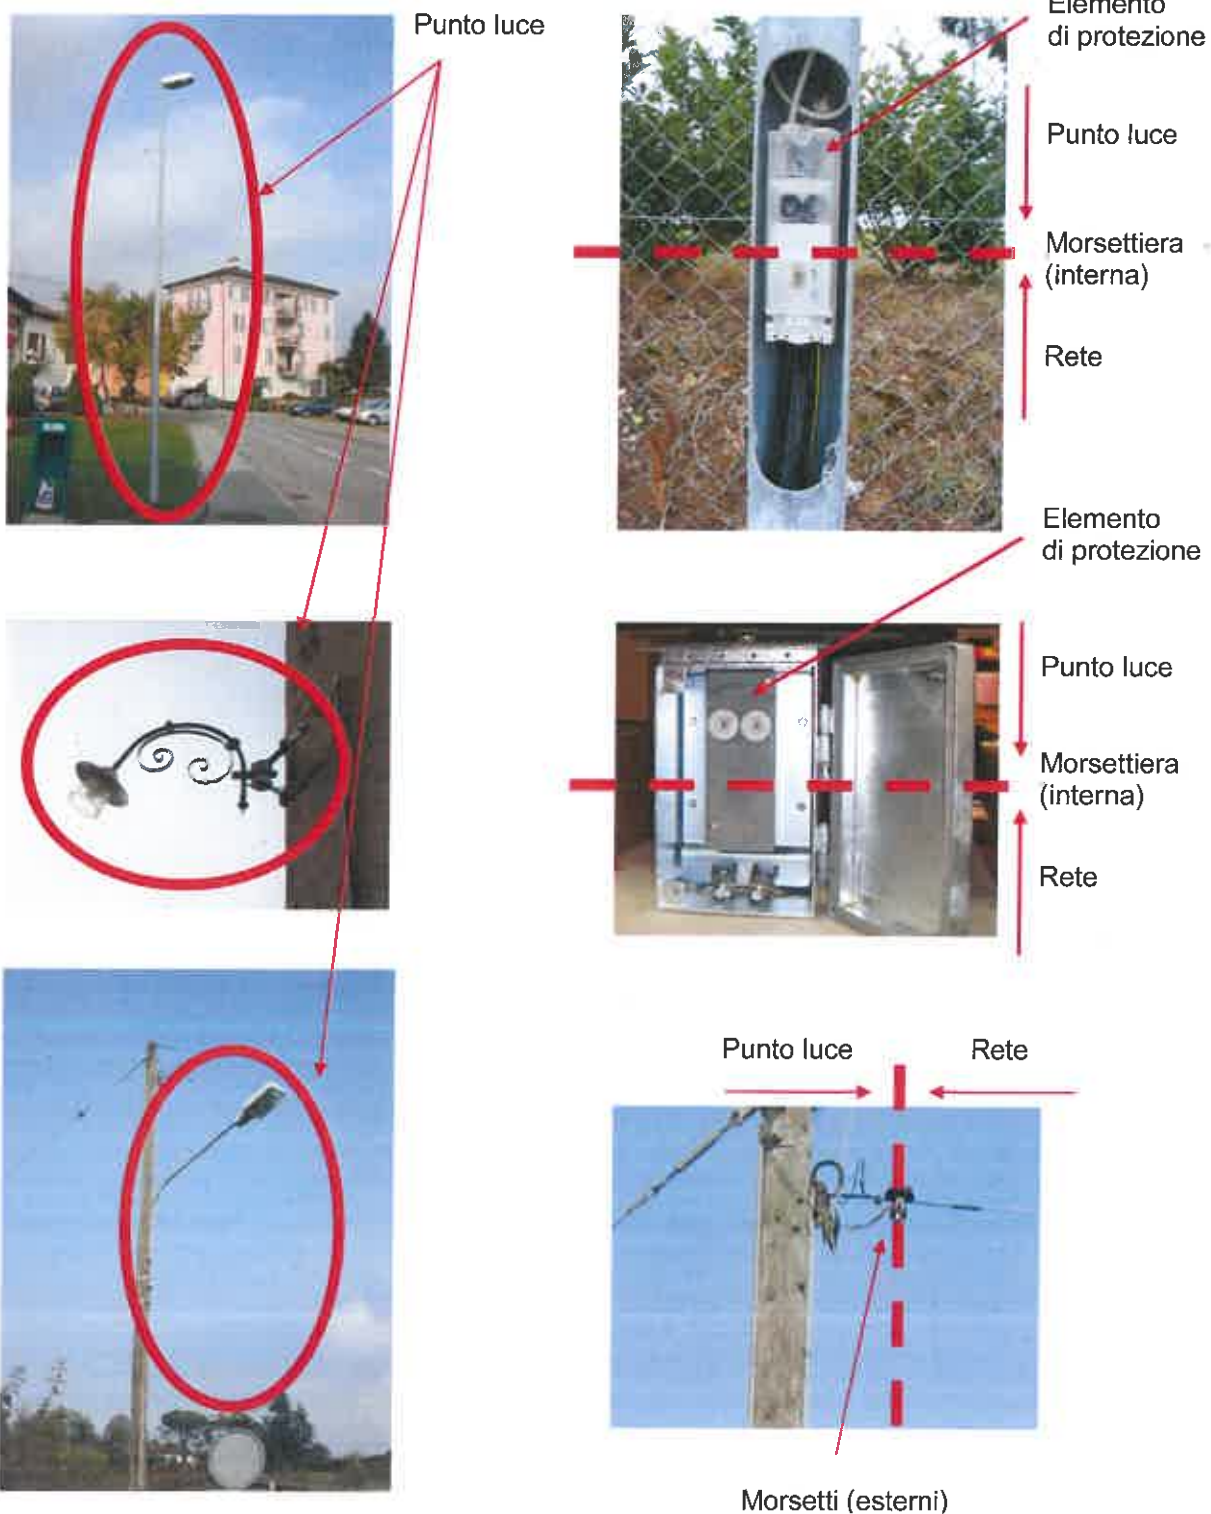 Punto luce
Elemento
di protezione
Punto luce
Morsettiera
(interna)
Rete
Elemento
di protezione
Punto luce
Morsettiera
(interna)
Rete
Punto luce
Rete
Morsetti (esterni)